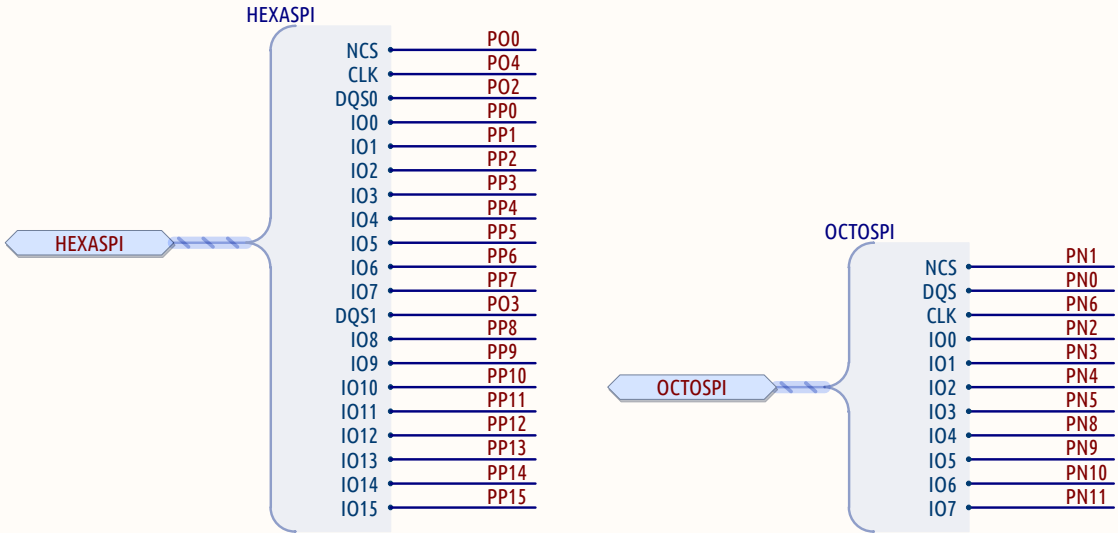 HEXASPI
NCS PO0
CLK PO4
DQS0 PO2
IO0 PP0
IO1 PP1
IO2 PP2
IO3 PP3
IO4 PP4
IO5 PP5
IO6 PP6
IO7 PP7
DQS1 PO3
IO8 PP8
IO9 PP9
IO10 PP10
IO11 PP11
IO12 PP12
IO13 PP13
IO14 PP14
IO15 PP15
HEXASPI
OCTOSPI
NCS PN1
DQS PN0
CLK PN6
IO0 PN2
IO1 PN3
IO2 PN4
IO3 PN5
IO4 PN8
IO5 PN9
IO6 PN10
IO7 PN11
OCTOSPI